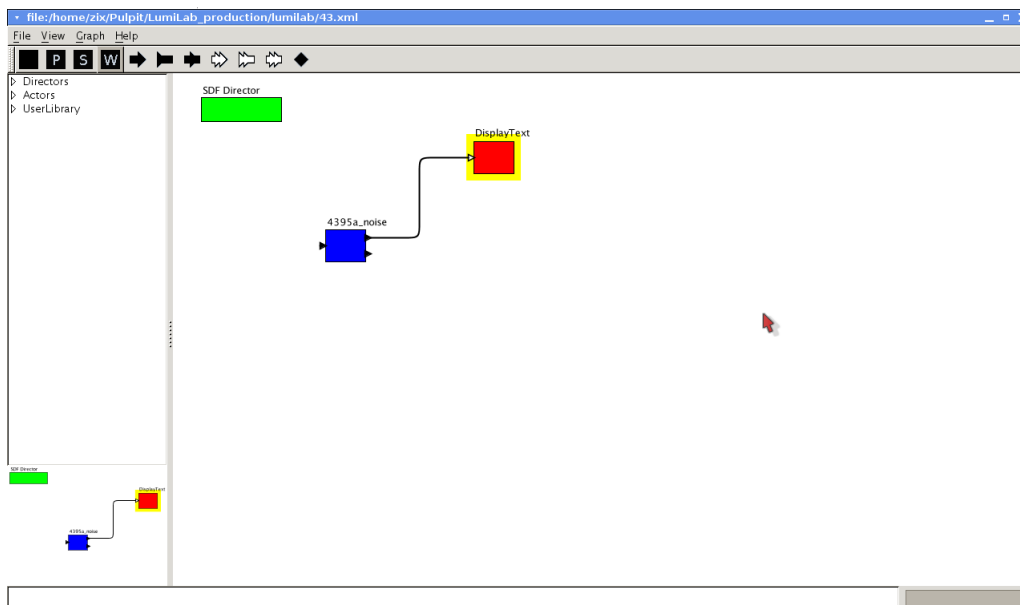 file:/home/zix/Pulpit/LumiLab_production/lumilab/43.xml
File View Graph Help
P S W
Directors
Actors
UserLibrary
SDF Director
DisplayText
4395a_noise
SDF Director
DisplayText
4395a_noise